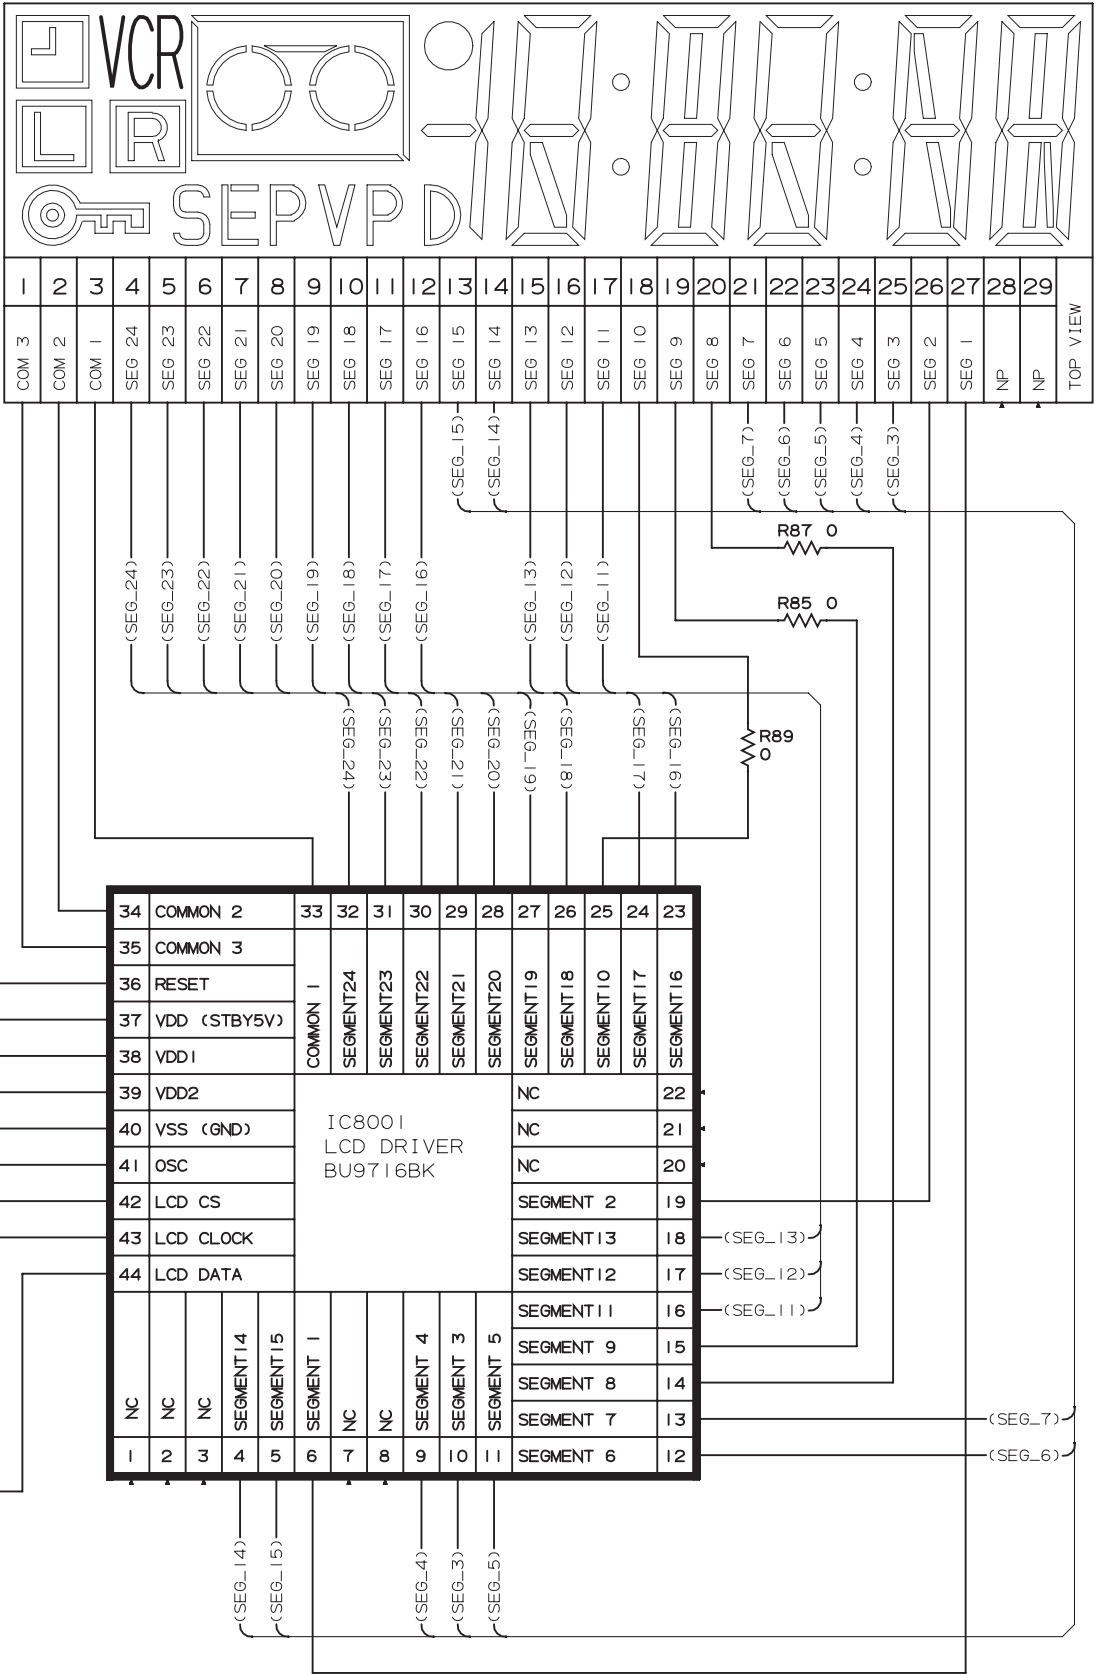 VCR
L R
SEPVP D
1 2 3 4 5 6 7 8 9 10 11 12 13 14 15 16 17 18 19 20 21 22 23 24 25 26 27 28 29
COM 3
COM 2
COM 1
SEG 24
SEG 23
SEG 22
SEG 21
SEG 20
SEG 19
SEG 18
SEG 17
SEG 16
SEG 15
SEG 14
SEG 13
SEG 12
SEG 11
SEG 10
SEG 9
SEG 8
SEG 7
SEG 6
SEG 5
SEG 4
SEG 3
SEG 2
SEG 1
NP
NP
TOP VIEW
(SEG_15)
(SEG_14)
(SEG_7)
(SEG_6)
(SEG_5)
(SEG_4)
(SEG_3)
R87 0
(SEG_24)
(SEG_23)
(SEG_22)
(SEG_21)
(SEG_20)
(SEG_19)
(SEG_18)
(SEG_17)
(SEG_16)
(SEG_13)
(SEG_12)
(SEG_11)
R85 0
(SEG_24)
(SEG_23)
(SEG_22)
(SEG_21)
(SEG_20)
(SEG_19)
(SEG_18)
(SEG_17)
(SEG_16)
R89
0
34 COMMON 2
33 32 31 30 29 28 27 26 25 24 23
35 COMMON 3
36 RESET
37 VDD (STBY5V)
38 VDD1
39 VDD2
40 VSS (GND)
41 OSC
42 LCD CS
43 LCD CLOCK
44 LCD DATA
COMMON 1
SEGMENT24
SEGMENT23
SEGMENT22
SEGMENT21
SEGMENT20
SEGMENT19
SEGMENT18
SEGMENT10
SEGMENT17
SEGMENT16
IC8001
LCD DRIVER
BU9716BK
NC 22
NC 21
NC 20
SEGMENT 2 19
SEGMENT13 18 (SEG_13)
SEGMENT12 17 (SEG_12)
SEGMENT11 16 (SEG_11)
SEGMENT 9 15
SEGMENT 8 14
SEGMENT 7 13 (SEG_7)
SEGMENT 6 12 (SEG_6)
NC
NC
NC
SEGMENT14
SEGMENT15
SEGMENT 1
NC
NC
SEGMENT 4
SEGMENT 3
SEGMENT 5
1 2 3 4 5 6 7 8 9 10 11
(SEG_14)
(SEG_15)
(SEG_4)
(SEG_3)
(SEG_5)